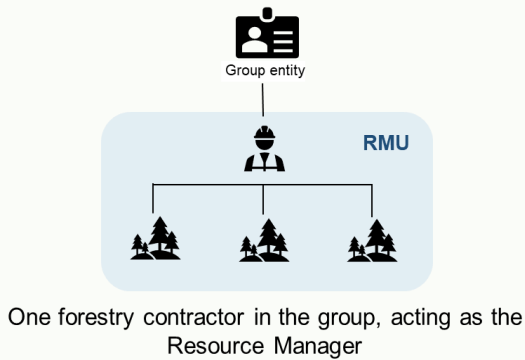 Group entity
RMU
One forestry contractor in the group, acting as the
Resource Manager